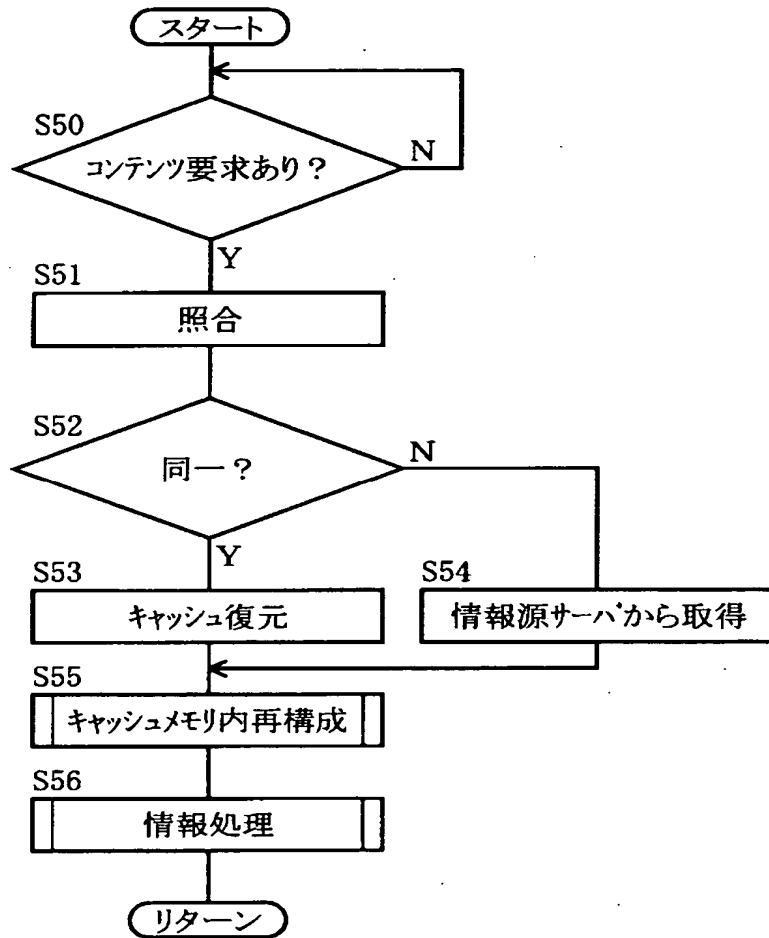 スタート
S50
コンテンツ要求あり？
N
Y
S51
照合
S52
同一？
N
Y
S53
キャッシュ復元
S54
情報源サーバから取得
S55
キャッシュメモリ内再構成
S56
情報処理
リターン